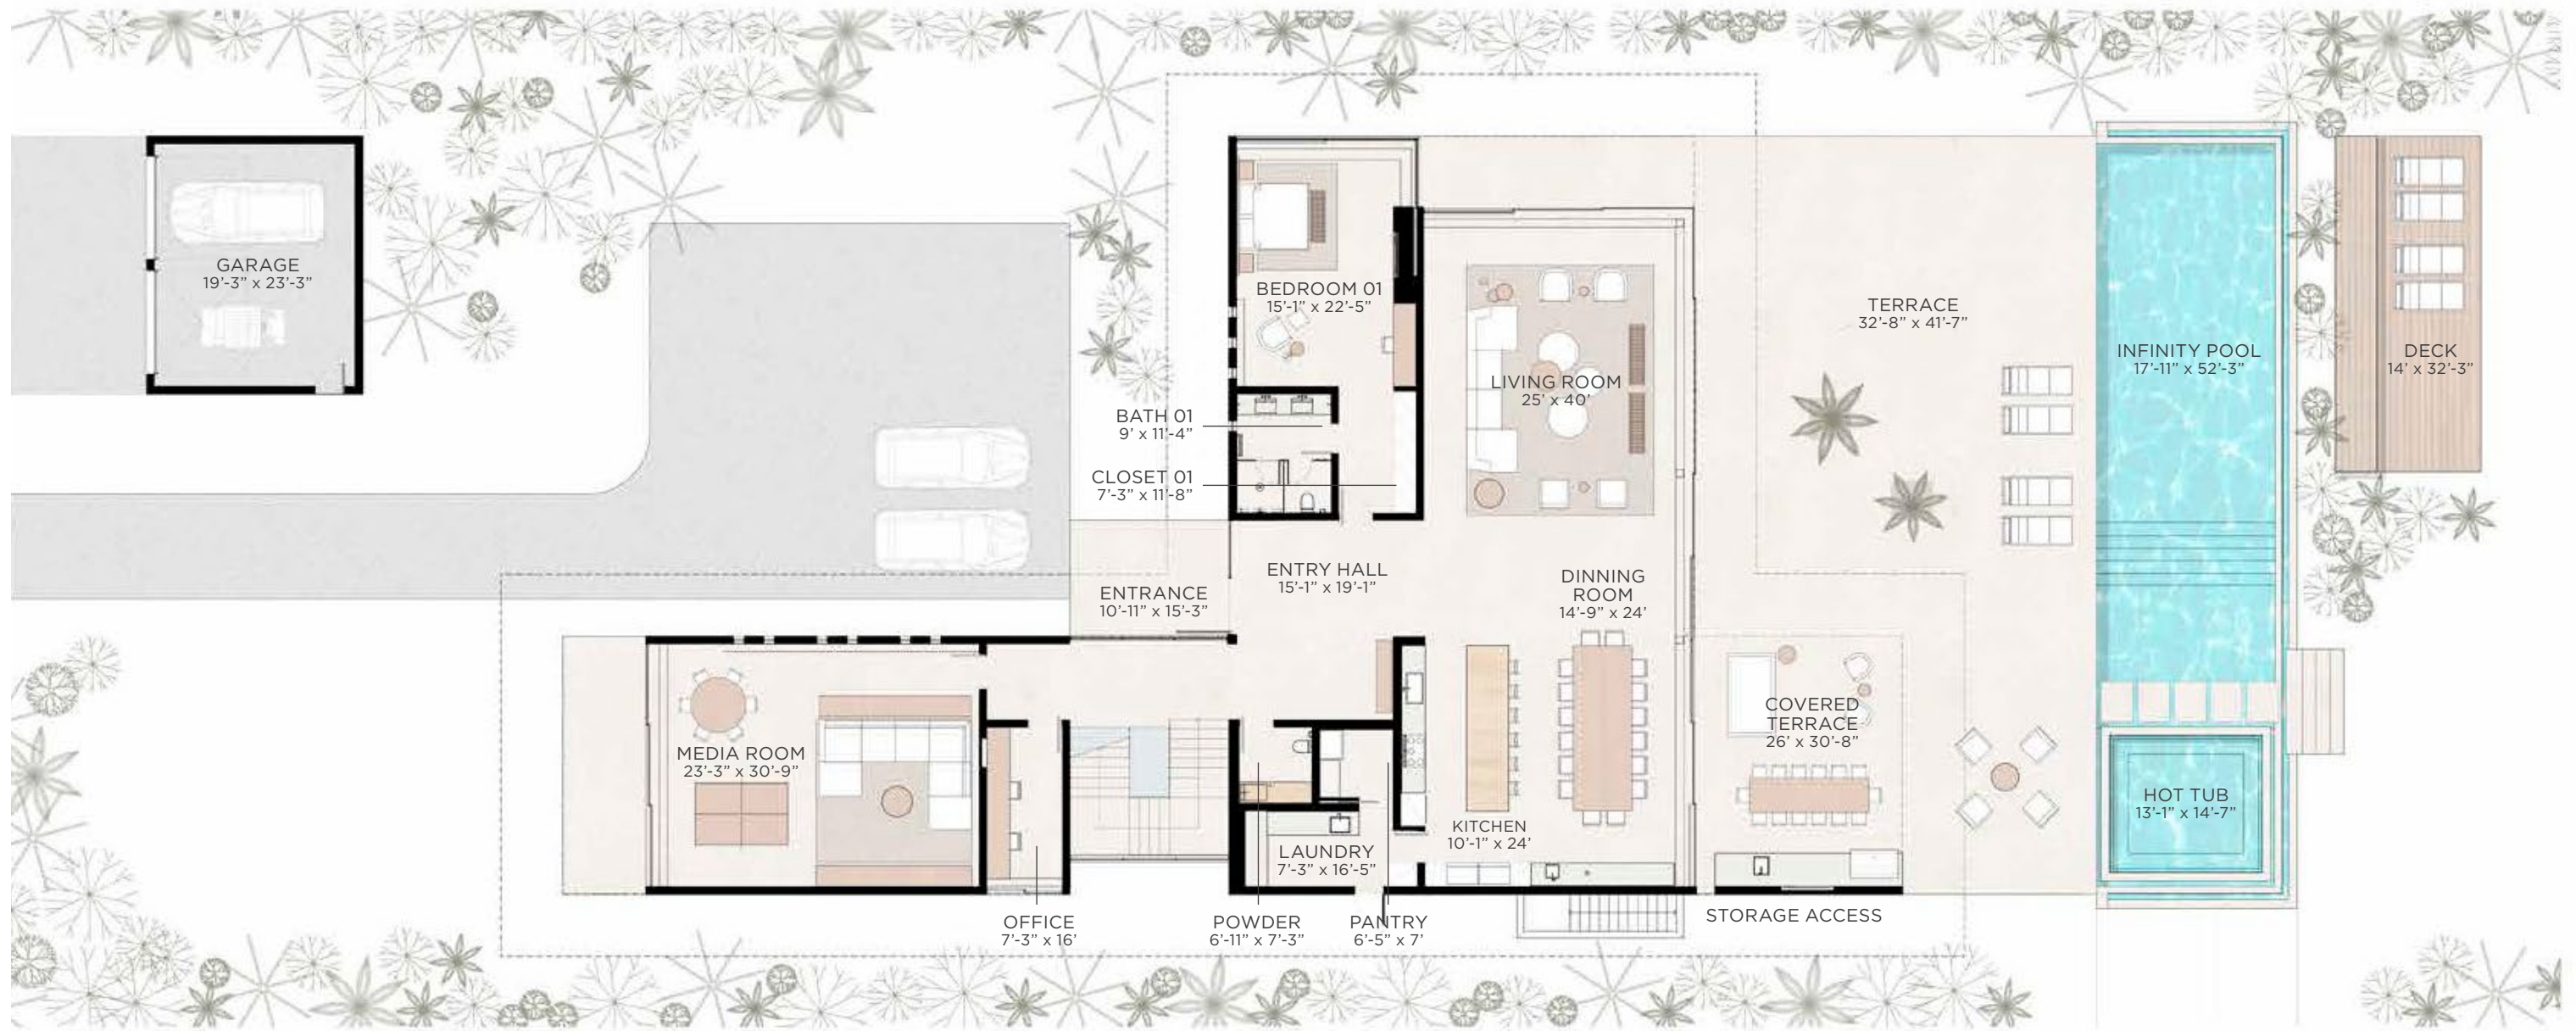 GARAGE
19'-3” x 23'-3”
BEDROOM 01
15'-1” x 22'-5”
BATH 01
9' x 11'-4”
CLOSET 01
7'-3” x 11'-8”
LIVING ROOM
25' x 40'
TERRACE
32'-8” x 41'-7”
INFINITY POOL
17'-11” x 52'-3”
DECK
14' x 32'-3”
ENTRANCE
10'-11” x 15'-3”
ENTRY HALL
15'-1” x 19'-1”
DINNING
ROOM
14'-9” x 24'
MEDIA ROOM
23'-3” x 30'-9”
COVERED
TERRACE
26' x 30'-8”
HOT TUB
13'-1” x 14'-7”
KITCHEN
10'-1” x 24'
LAUNDRY
7'-3” x 16'-5”
OFFICE
7'-3” x 16'
POWDER
6'-11” x 7'-3”
PANTRY
6'-5” x 7'
STORAGE ACCESS